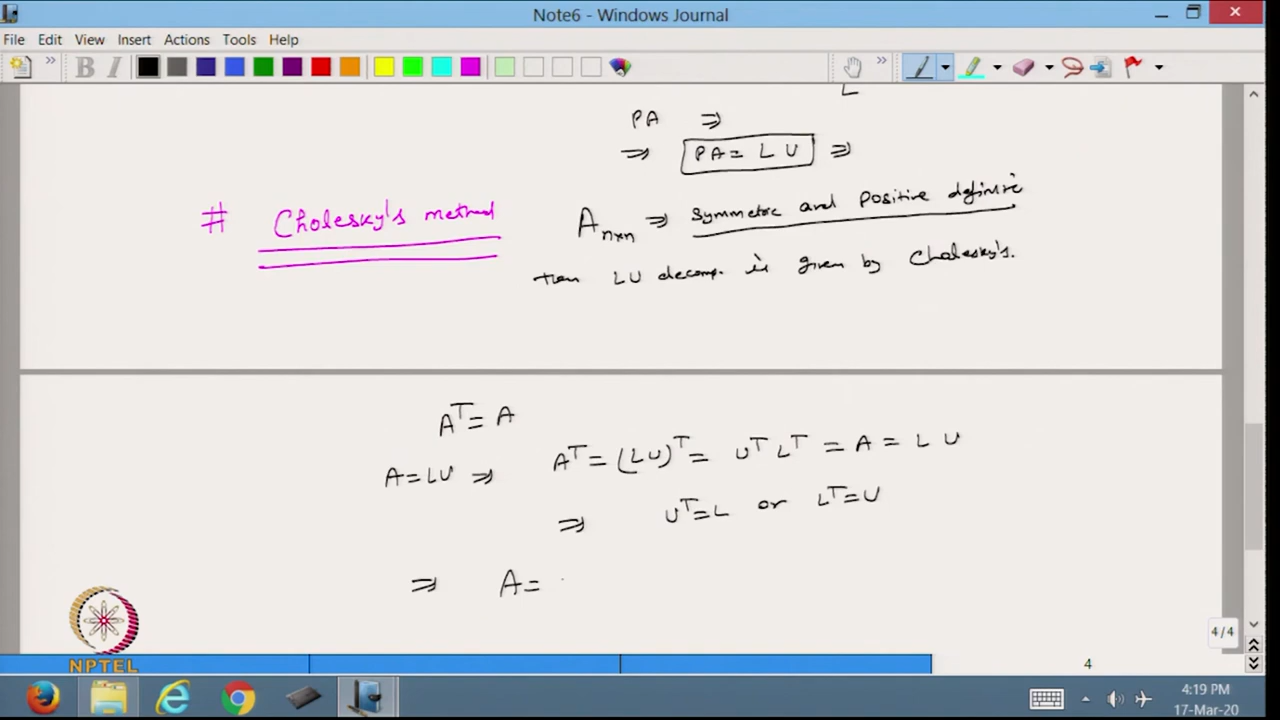 Note6 - Windows Journal
File Edit View Insert Actions Tools Help
L
PA ⇒
⇒ PA = L U ⇒
# Cholesky's method A_{n×n} ⇒ Symmetric and Positive definite
then LU decomp. is given by Cholesky's.
A^T = A
A = LU ⇒ A^T = (LU)^T = U^T L^T = A = L U
⇒ U^T = L or L^T = U
⇒ A =
4/4
NPTEL
4
4:19 PM
17-Mar-20